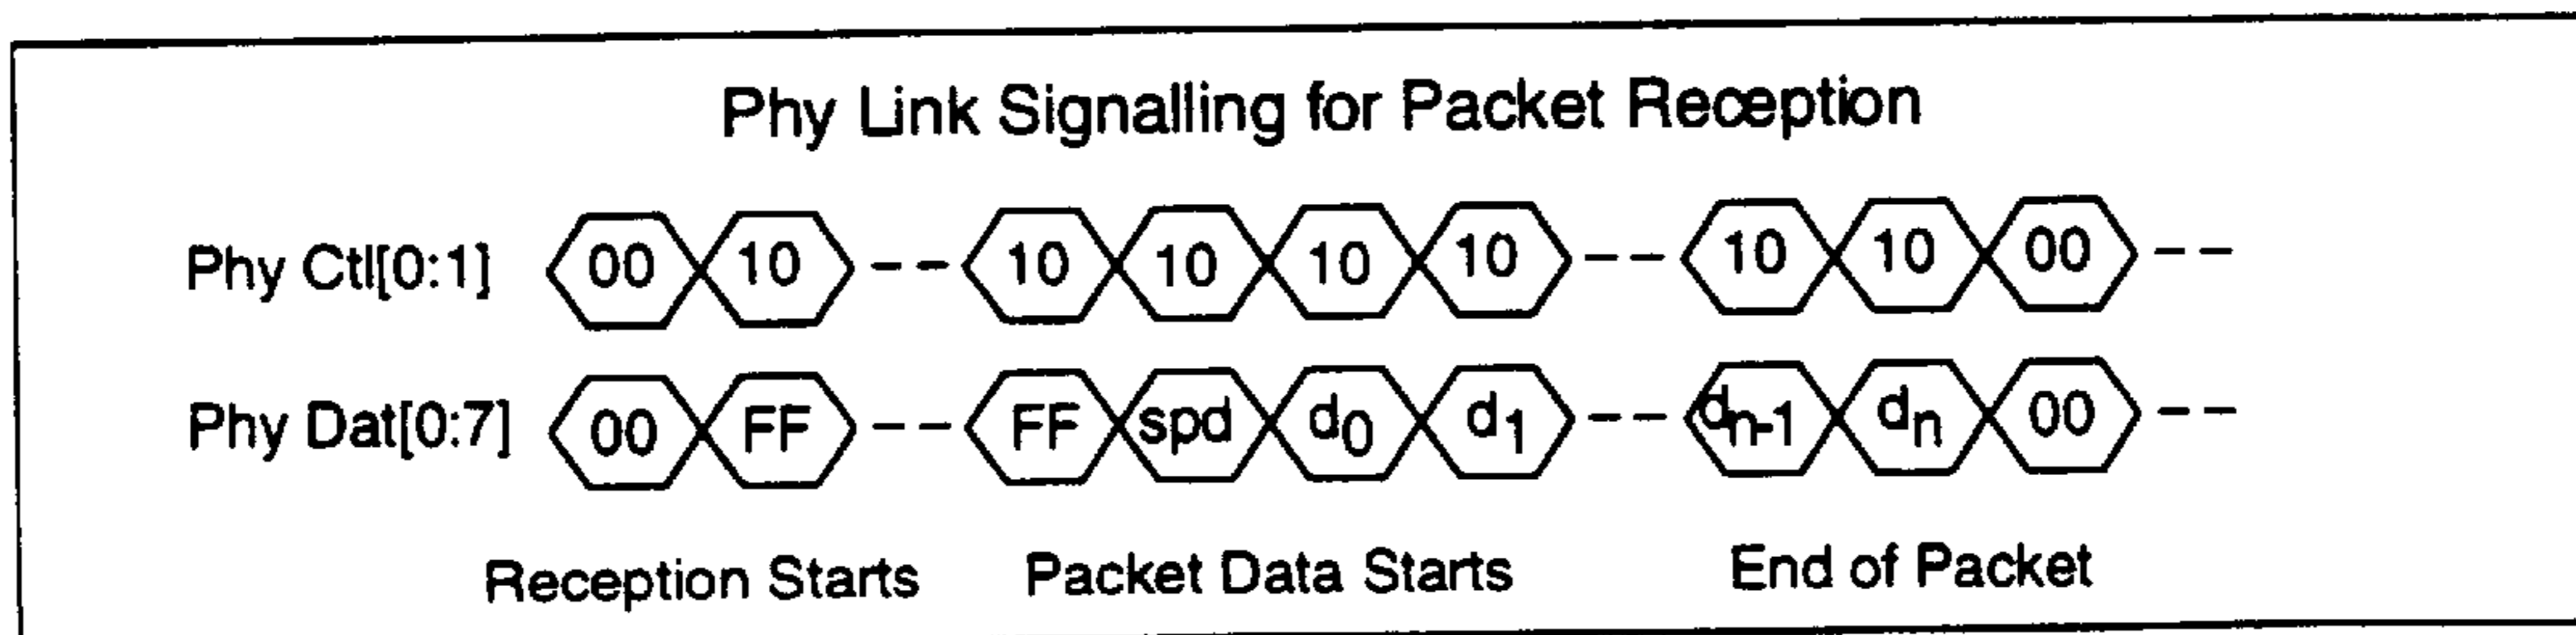 Phy Link Signalling for Packet Reception
Phy Ctl[0:1] 00 10 -- 10 10 10 10 -- 10 10 00 --
Phy Dat[0:7] 00 FF -- FF spd d0 d1 -- dn-1 dn 00 --
Reception Starts Packet Data Starts End of Packet